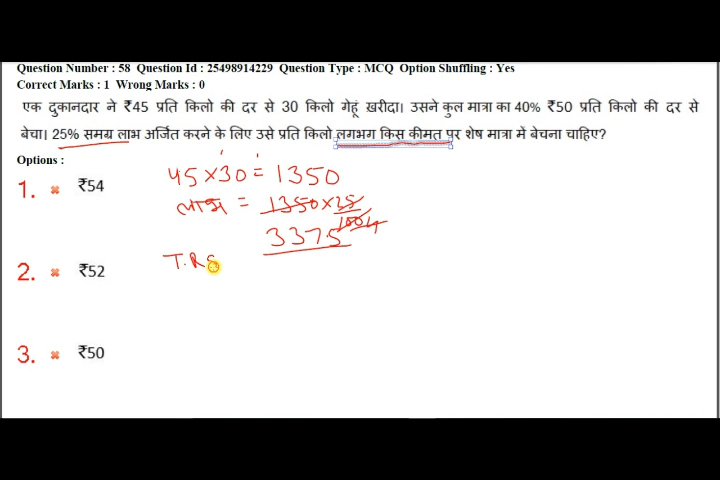 Question Number : 58 Question Id : 25498914229 Question Type : MCQ Option Shuffling : Yes
Correct Marks : 1 Wrong Marks : 0
एक दुकानदार ने ₹45 प्रति किलो की दर से 30 किलो गेहूं ख़रीदा। उसने कुल मात्रा का 40% ₹50 प्रति किलो की दर से
बेचा। 25% समग्र लाभ अर्जित करने के लिए उसे प्रति किलो लगभग किस कीमत पर शेष मात्रा में बेचना चाहिए?
Options :
45 × 30 = 1350
1. ₹54
लाभ = 1350 × 25
100 4
3375
T.RS
2. ₹52
3. ₹50